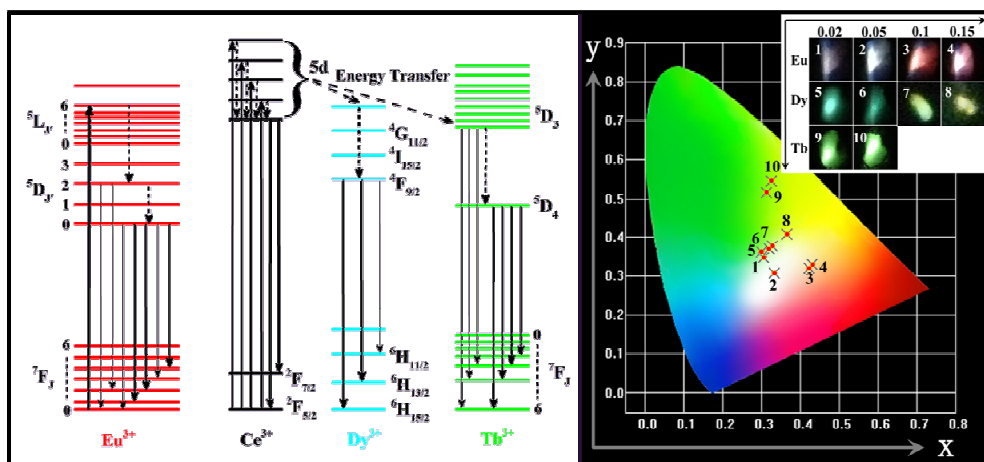 5d
Energy Transfer
6
⁵L_J'
0
3
⁵D_J'
2
1
0
6
⁷F_J
0
Eu³⁺
²F₇/₂
²F₅/₂
Ce³⁺
⁴G₁₁/₂
⁴I₁₅/₂
⁴F₉/₂
⁶H₁₁/₂
⁶H₁₃/₂
⁶H₁₅/₂
Dy³⁺
⁵D₃
⁵D₄
0
⁷F_J
6
Tb³⁺
y
0.9
0.8
0.7
0.6
0.5
0.4
0.3
0.2
0.1
0.0
0.0 0.1 0.2 0.3 0.4 0.5 0.6 0.7 0.8
x
10
9
8
7
6
5
1
2
3
4
0.02 0.05 0.1 0.15
Eu 1 2 3 4
Dy 5 6 7 8
Tb 9 10